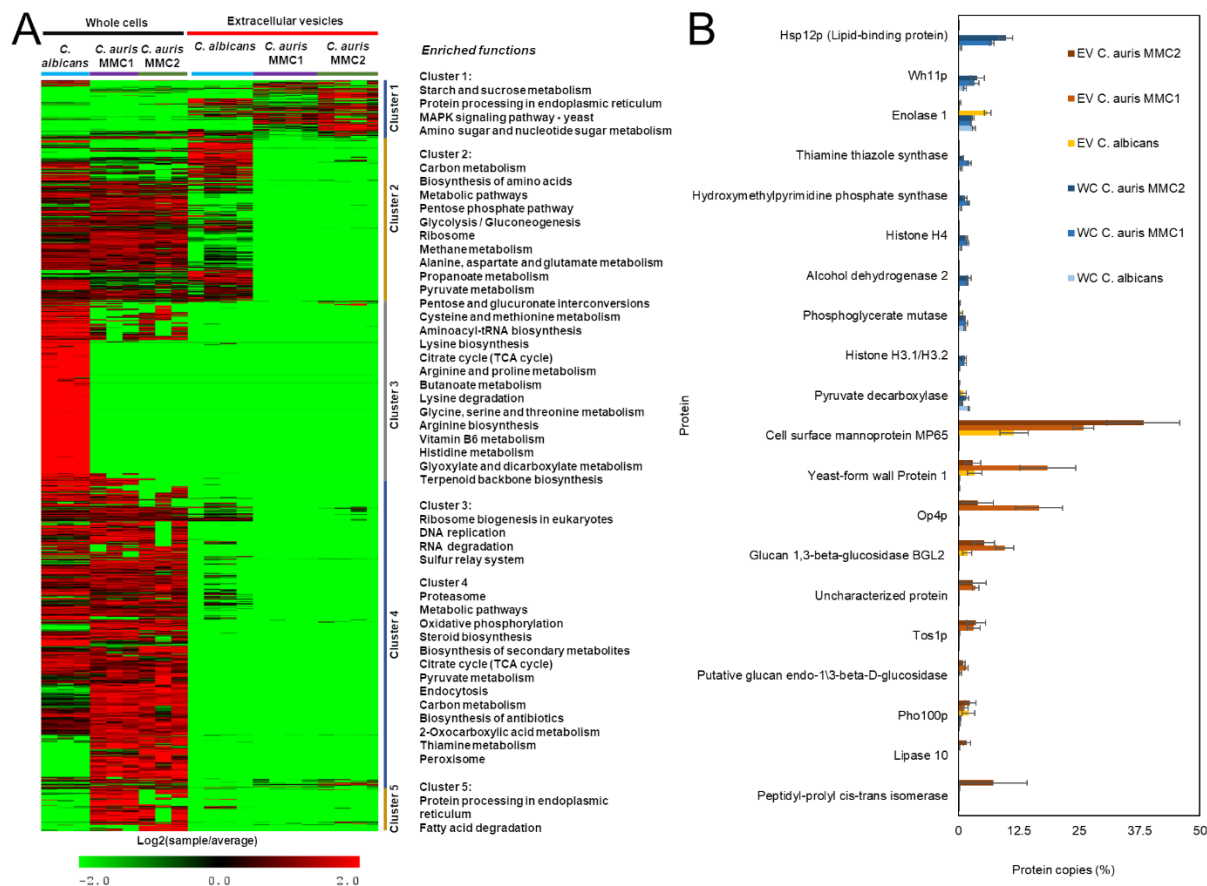 A
Whole cells
Extracellular vesicles
C. albicans
C. auris MMC1
C. auris MMC2
C. albicans
C. auris MMC1
C. auris MMC2
Cluster 1
Cluster 2
Cluster 3
Cluster 4
Cluster 5
Log2(sample/average)
-2.0 0.0 2.0
Enriched functions
Cluster 1:
Starch and sucrose metabolism
Protein processing in endoplasmic reticulum
MAPK signaling pathway - yeast
Amino sugar and nucleotide sugar metabolism
Cluster 2:
Carbon metabolism
Biosynthesis of amino acids
Metabolic pathways
Pentose phosphate pathway
Glycolysis / Gluconeogenesis
Ribosome
Methane metabolism
Alanine, aspartate and glutamate metabolism
Propanoate metabolism
Pyruvate metabolism
Pentose and glucuronate interconversions
Cysteine and methionine metabolism
Aminoacyl-tRNA biosynthesis
Lysine biosynthesis
Citrate cycle (TCA cycle)
Arginine and proline metabolism
Butanoate metabolism
Lysine degradation
Glycine, serine and threonine metabolism
Arginine biosynthesis
Vitamin B6 metabolism
Histidine metabolism
Glyoxylate and dicarboxylate metabolism
Terpenoid backbone biosynthesis
Cluster 3:
Ribosome biogenesis in eukaryotes
DNA replication
RNA degradation
Sulfur relay system
Cluster 4
Proteasome
Metabolic pathways
Oxidative phosphorylation
Steroid biosynthesis
Biosynthesis of secondary metabolites
Citrate cycle (TCA cycle)
Pyruvate metabolism
Endocytosis
Carbon metabolism
Biosynthesis of antibiotics
2-Oxocarboxylic acid metabolism
Thiamine metabolism
Peroxisome
Cluster 5:
Protein processing in endoplasmic
reticulum
Fatty acid degradation
B
Protein
Hsp12p (Lipid-binding protein)
Wh11p
Enolase 1
Thiamine thiazole synthase
Hydroxymethylpyrimidine phosphate synthase
Histone H4
Alcohol dehydrogenase 2
Phosphoglycerate mutase
Histone H3.1/H3.2
Pyruvate decarboxylase
Cell surface mannoprotein MP65
Yeast-form wall Protein 1
Op4p
Glucan 1,3-beta-glucosidase BGL2
Uncharacterized protein
Tos1p
Putative glucan endo-1\3-beta-D-glucosidase
Pho100p
Lipase 10
Peptidyl-prolyl cis-trans isomerase
EV C. auris MMC2
EV C. auris MMC1
EV C. albicans
WC C. auris MMC2
WC C. auris MMC1
WC C. albicans
0 12.5 25 37.5 50
Protein copies (%)